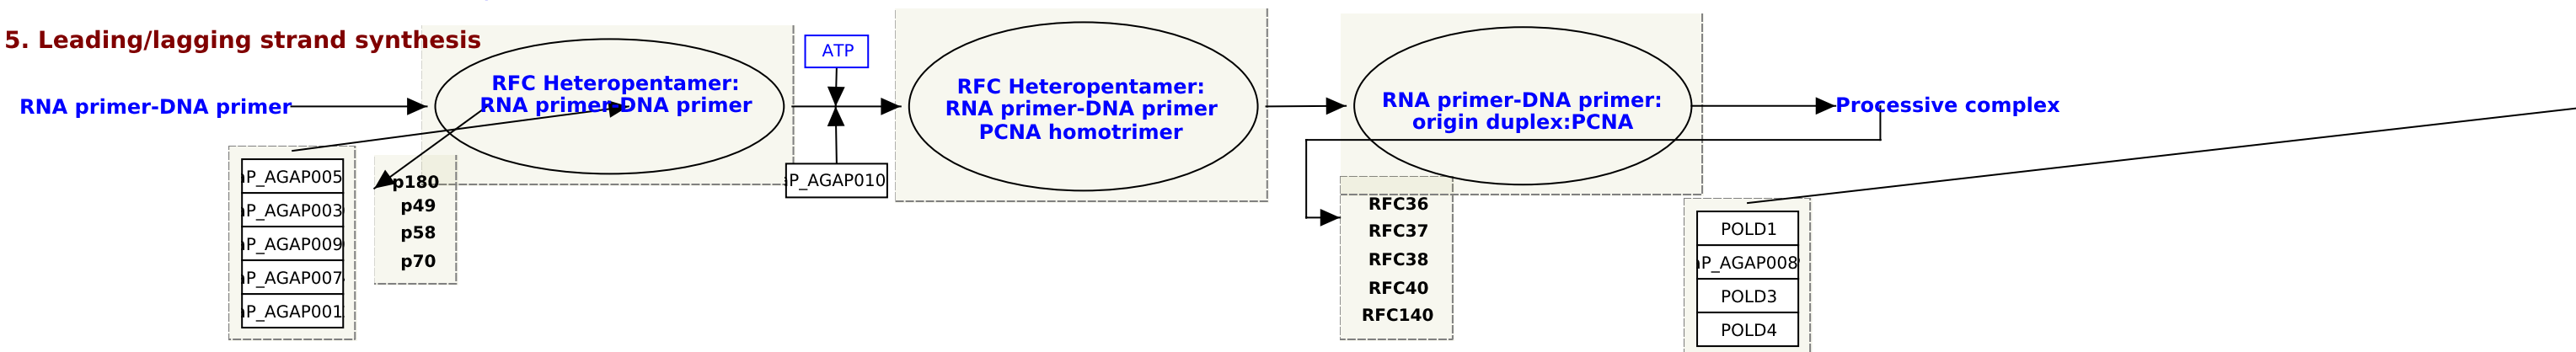 5. Leading/lagging strand synthesis
RNA primer-DNA primer
RFC Heteropentamer:
RNA primer-DNA primer
ATP
P_AGAP010
RFC Heteropentamer:
RNA primer-DNA primer
PCNA homotrimer
RNA primer-DNA primer:
origin duplex:PCNA
Processive complex
P_AGAP005
P_AGAP003
P_AGAP009
P_AGAP007
P_AGAP001
p180
p49
p58
p70
RFC36
RFC37
RFC38
RFC40
RFC140
POLD1
P_AGAP008
POLD3
POLD4